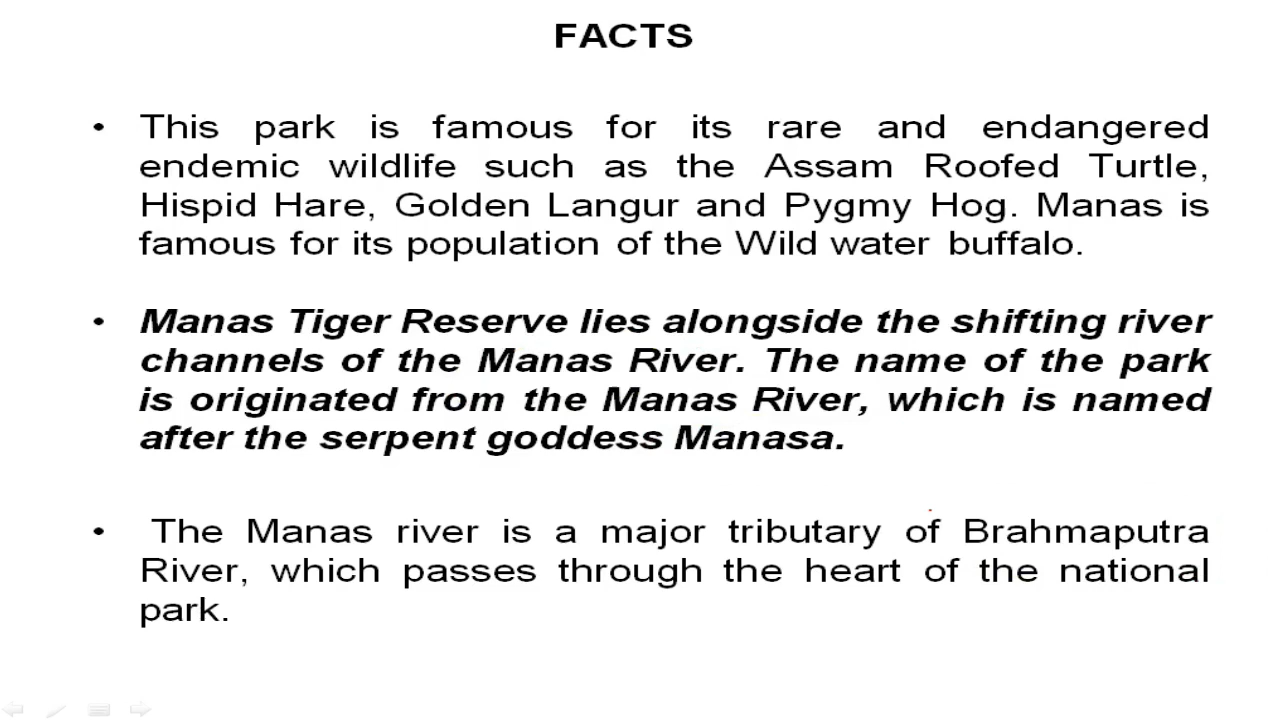 FACTS
• This park is famous for its rare and endangered
endemic wildlife such as the Assam Roofed Turtle,
Hispid Hare, Golden Langur and Pygmy Hog. Manas is
famous for its population of the Wild water buffalo.
• Manas Tiger Reserve lies alongside the shifting river
channels of the Manas River. The name of the park
is originated from the Manas River, which is named
after the serpent goddess Manasa.
• The Manas river is a major tributary of Brahmaputra
River, which passes through the heart of the national
park.